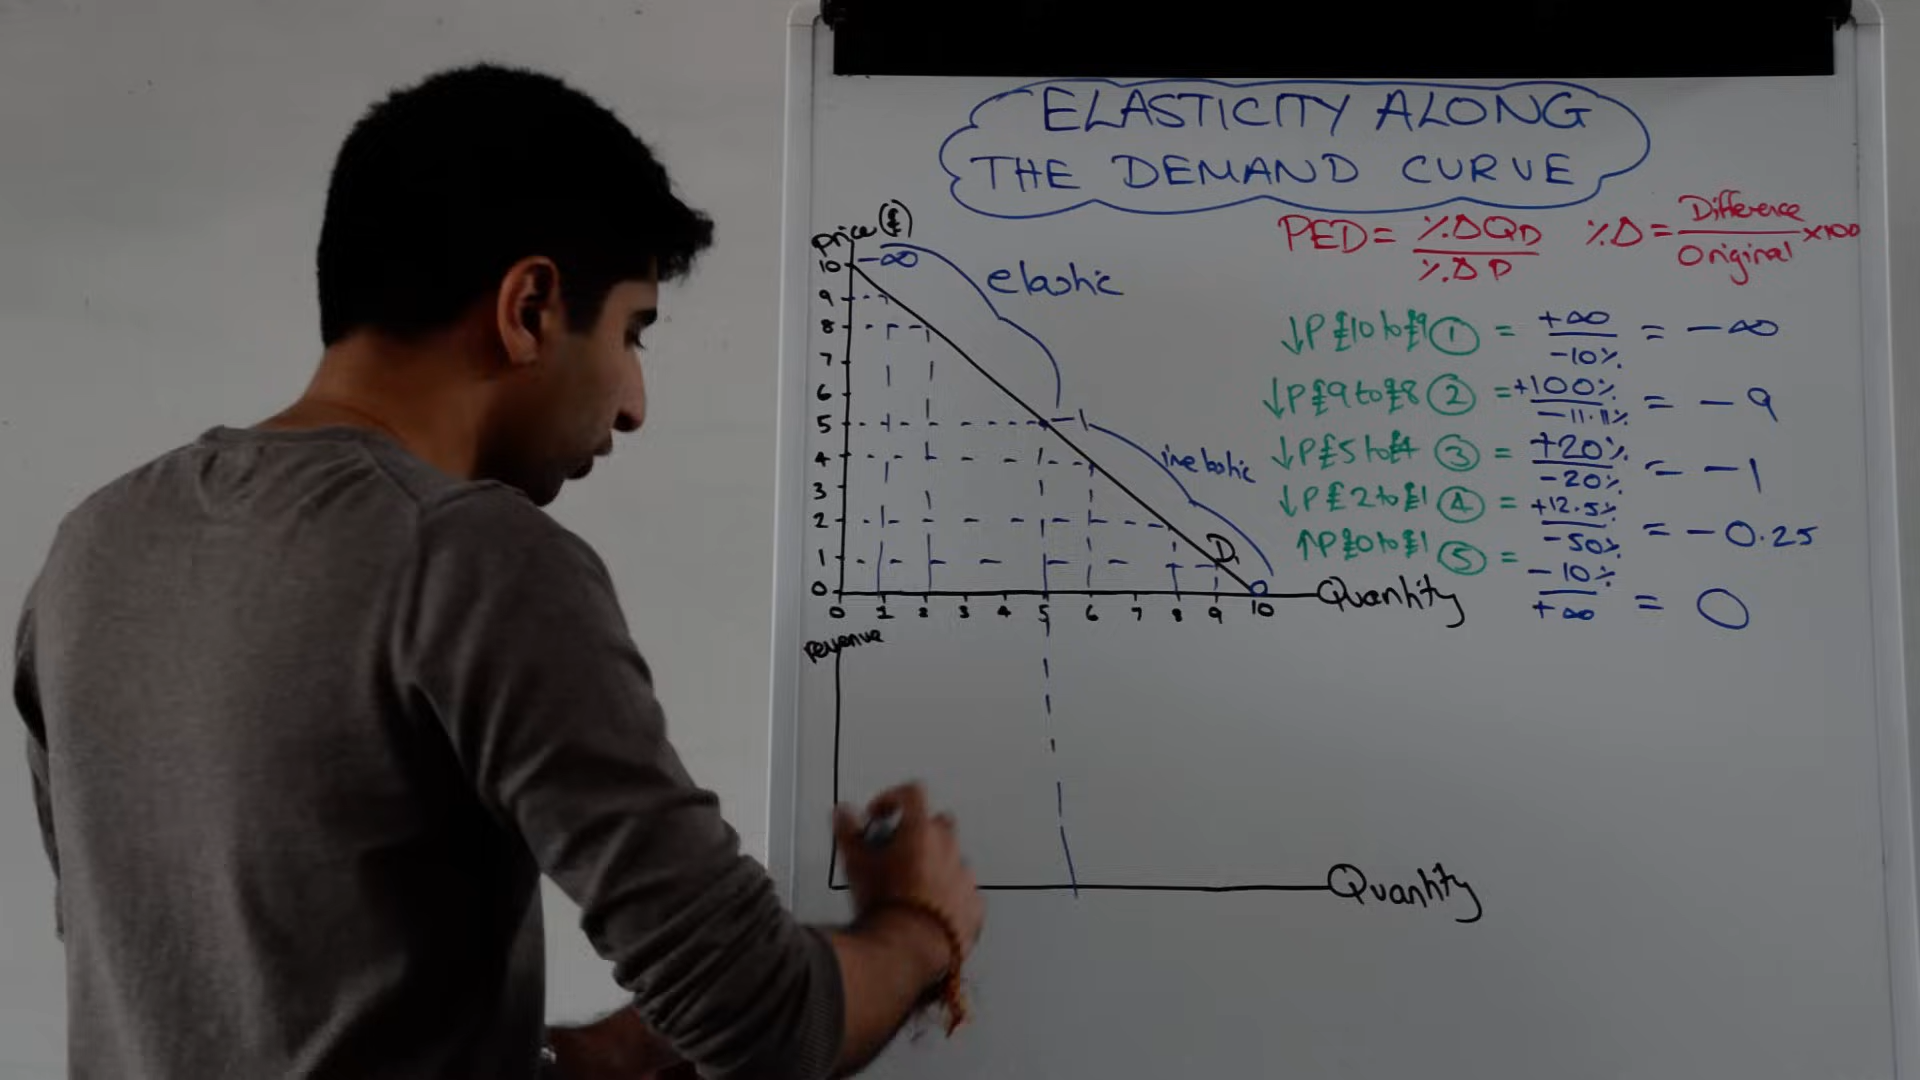 ELASTICITY ALONG
THE DEMAND CURVE
PED = %ΔQD / %ΔP
%Δ = Difference / Original ×100
Price (£)
10
9
8
7
6
5
4
3
2
1
0
-∞
elastic
-1
inelastic
D
0
0 1 2 3 4 5 6 7 8 9 10
Quantity
↓P £10 to £9 ① = +∞ / -10% = -∞
↓P £9 to £8 ② = +100% / -11.11% = -9
↓P £5 to £4 ③ = +20% / -20% = -1
↓P £2 to £1 ④ = +12.5% / -50% = -0.25
↑P £0 to £1 ⑤ = -10% / +∞ = 0
revenue
Quantity